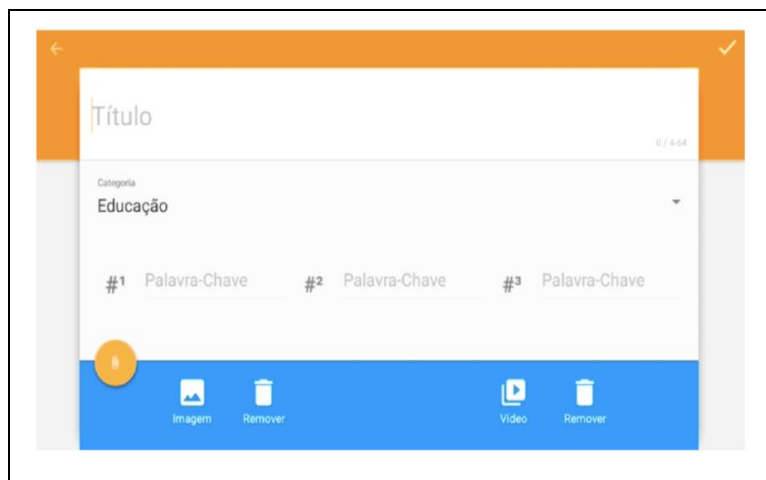 Título
0 / 4-64
Categoria
Educação
#1 Palavra-Chave #2 Palavra-Chave #3 Palavra-Chave
Imagem Remover Vídeo Remover